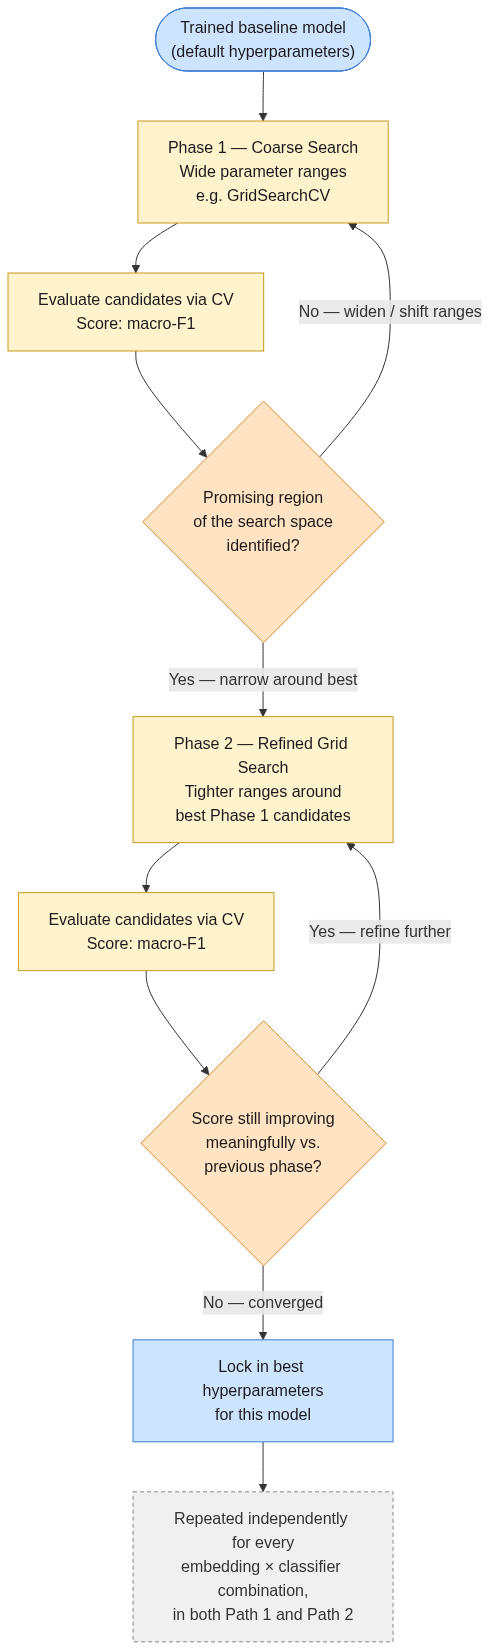 Trained baseline model
(default hyperparameters)
Phase 1 — Coarse Search
Wide parameter ranges
e.g. GridSearchCV
Evaluate candidates via CV
Score: macro-F1
No — widen / shift ranges
Promising region
of the search space
identified?
Yes — narrow around best
Phase 2 — Refined Grid
Search
Tighter ranges around
best Phase 1 candidates
Evaluate candidates via CV
Score: macro-F1
Yes — refine further
Score still improving
meaningfully vs.
previous phase?
No — converged
Lock in best
hyperparameters
for this model
Repeated independently
for every
embedding × classifier
combination,
in both Path 1 and Path 2